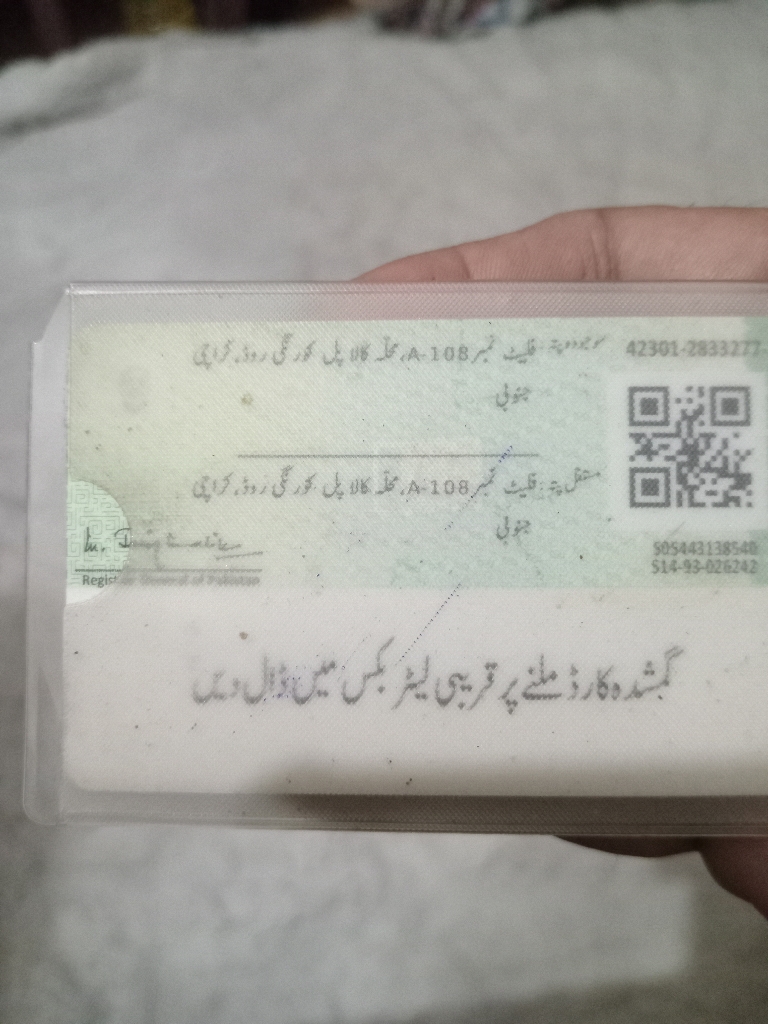 42301-2833277-
موجودہ پتہ: فلیٹ نمبر A-108، محلہ کالا پل کورنگی روڈ، کراچی
جنوبی
مستقل پتہ: فلیٹ نمبر A-108، محلہ کالا پل کورنگی روڈ، کراچی
جنوبی
505443138540
514-93-026242
Registrar General of Pakistan
گمشدہ کارڈ ملنے پر قریبی لیٹر بکس میں ڈال دیں